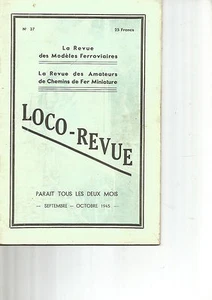 N° 37 25 Francs
La Revue
des Modèles Ferroviaires
La Revue des Amateurs
de Chemins de Fer Miniature
LOCO-REVUE
PARAIT TOUS LES DEUX MOIS
— SEPTEMBRE — OCTOBRE 1945 —